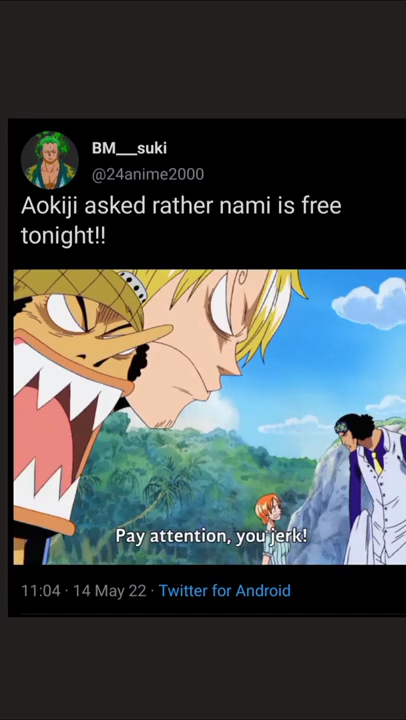 BM___suki
@24anime2000
Aokiji asked rather nami is free
tonight!!
Pay attention, you jerk!
11:04 · 14 May 22 · Twitter for Android